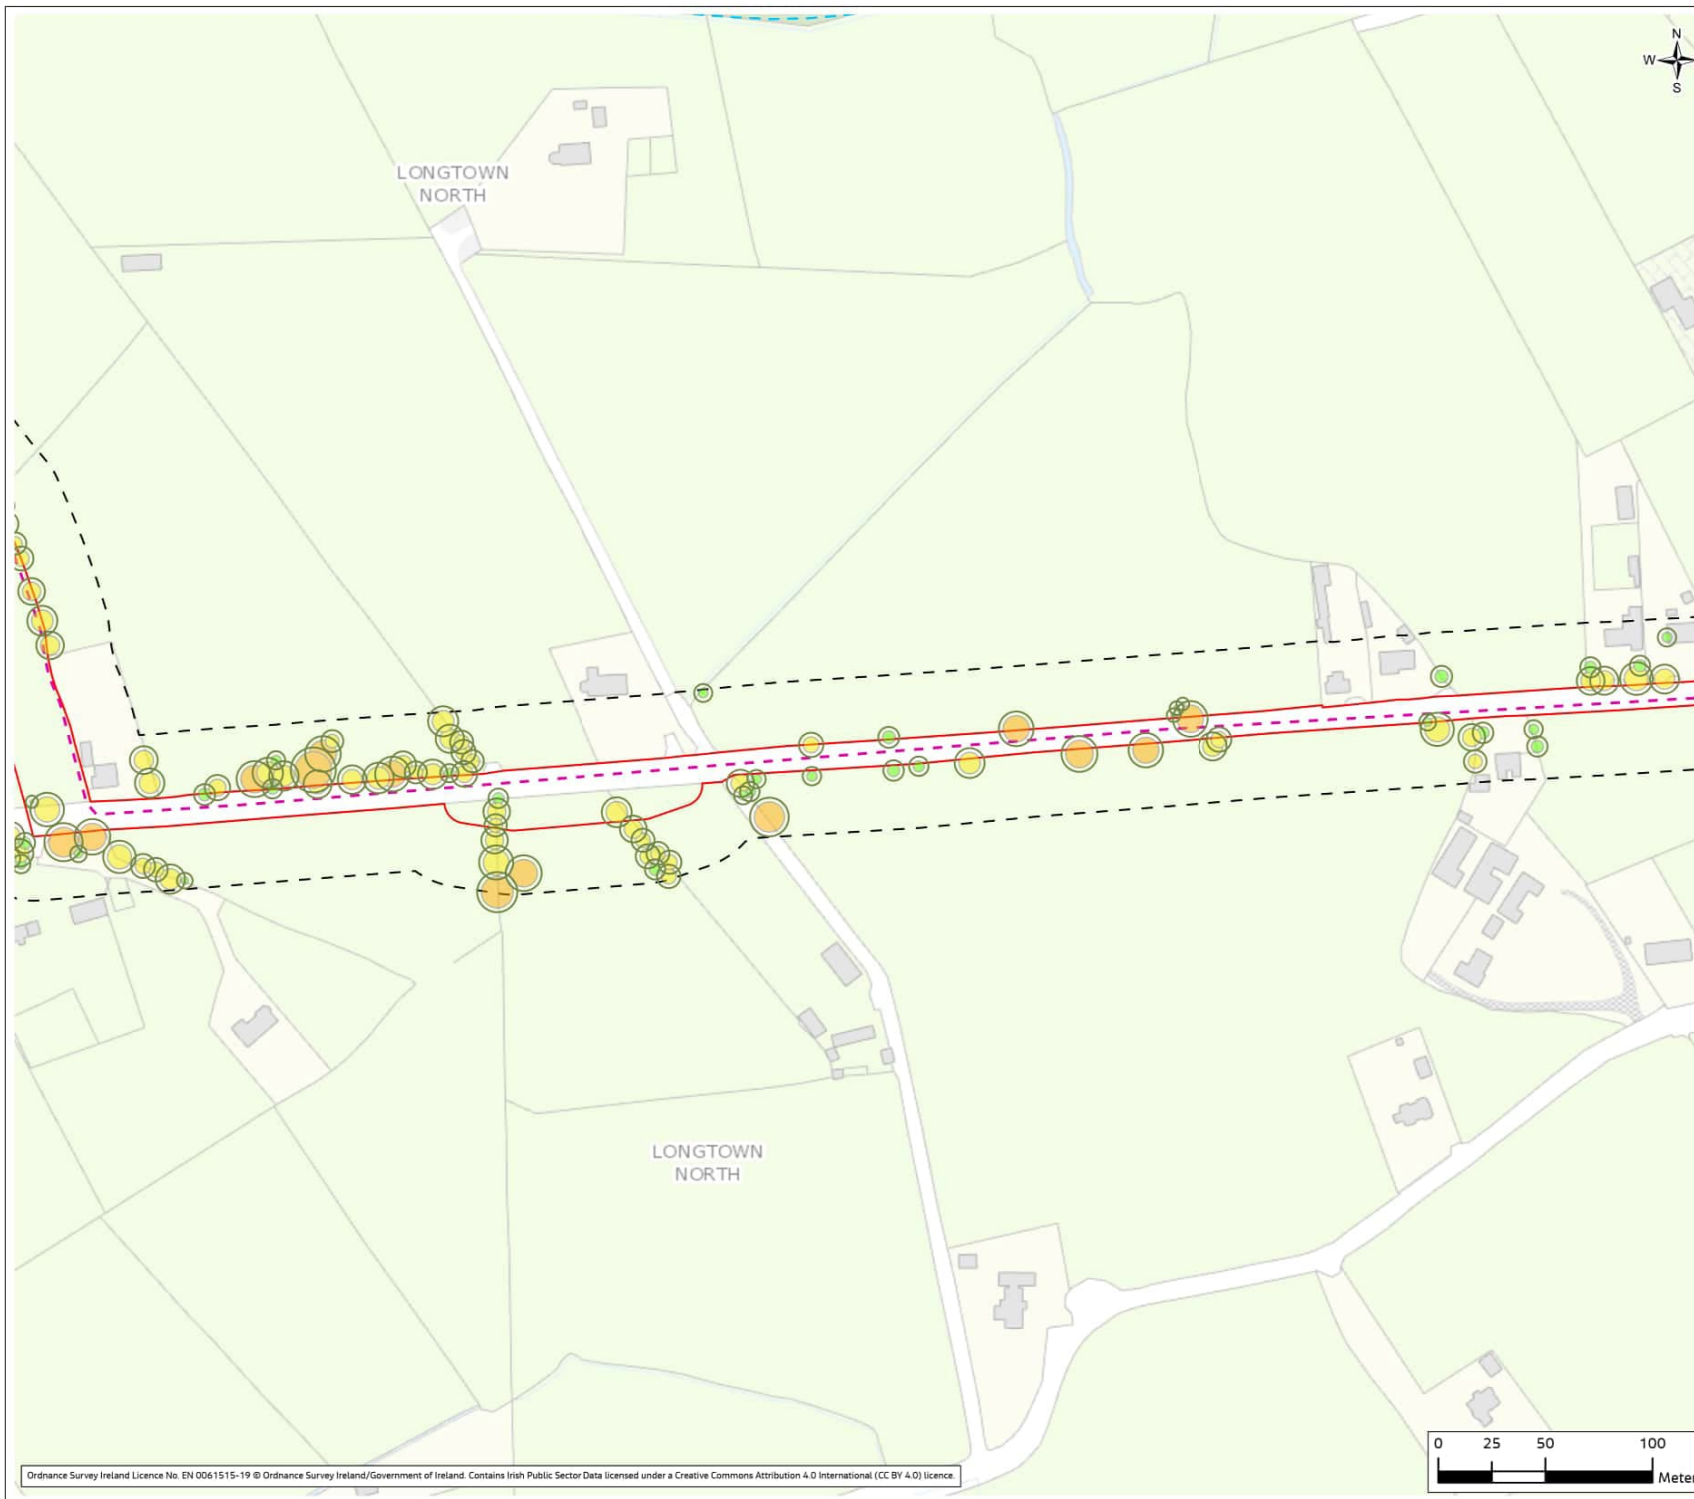 N
W
S
LONGTOWN
NORTH
LONGTOWN
NORTH
0 25 50 100
Meter
Ordnance Survey Ireland Licence No. EN 0061515-19 © Ordnance Survey Ireland/Government of Ireland. Contains Irish Public Sector Data licensed under a Creative Commons Attribution 4.0 International (CC BY 4.0) licence.